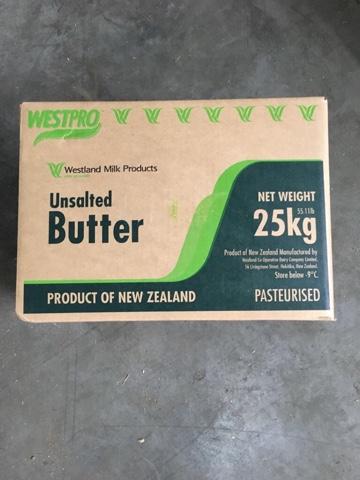 WESTPRO
Westland Milk Products
Unsalted
Butter
NET WEIGHT
55.1lb
25kg
Product of New Zealand Manufactured by
Westland Co-Operative Dairy Company Limited,
56 Livingstone Street, Hokitika, New Zealand.
Store below -9°C.
PRODUCT OF NEW ZEALAND
PASTEURISED